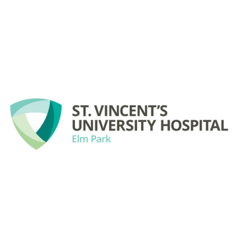 ST. VINCENT'S
UNIVERSITY HOSPITAL
Elm Park